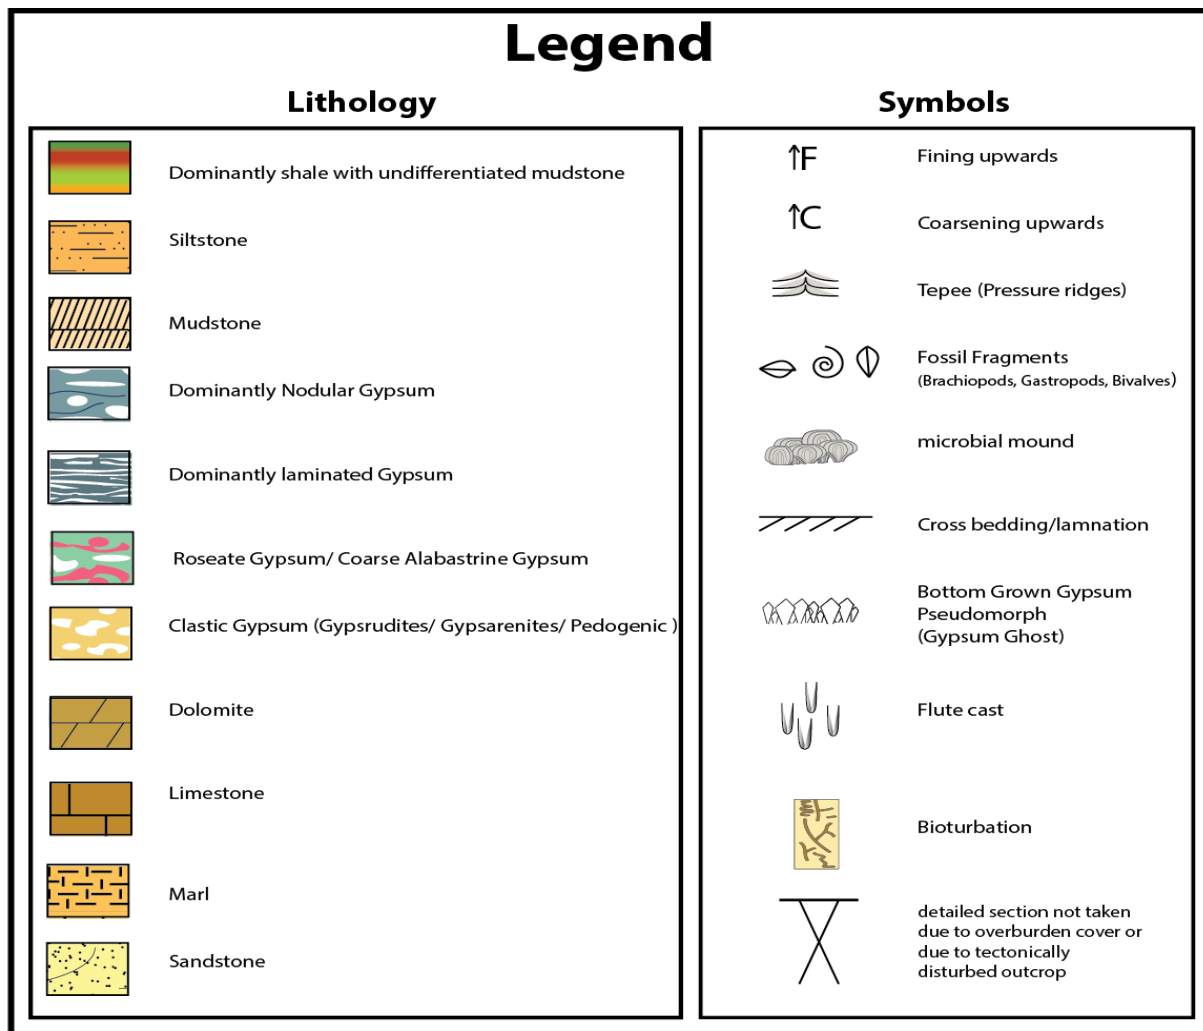 Legend
Lithology
Dominantly shale with undifferentiated mudstone
Siltstone
Mudstone
Dominantly Nodular Gypsum
Dominantly laminated Gypsum
Roseate Gypsum/ Coarse Alabastrine Gypsum
Clastic Gypsum (Gypsrudites/ Gypsarenites/ Pedogenic )
Dolomite
Limestone
Marl
Sandstone
Symbols
↑F Fining upwards
↑C Coarsening upwards
Tepee (Pressure ridges)
Fossil Fragments
(Brachiopods, Gastropods, Bivalves)
microbial mound
Cross bedding/lamnation
Bottom Grown Gypsum
Pseudomorph
(Gypsum Ghost)
Flute cast
Bioturbation
detailed section not taken
due to overburden cover or
due to tectonically
disturbed outcrop